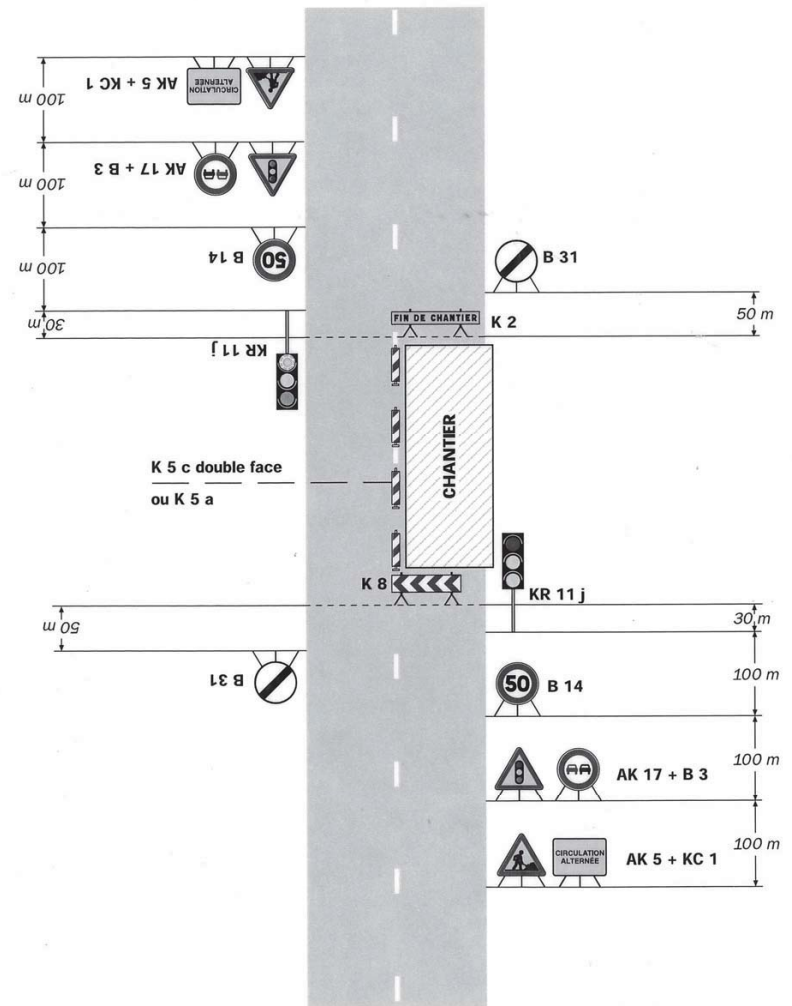 AK 5 + KC 1
CIRCULATION
ALTERNÉE
100 m
AK 17 + B 3
100 m
50
B 14
100 m
30 m
KR 11 j
B 31
50 m
FIN DE CHANTIER
K 2
CHANTIER
K 5 c double face
ou K 5 a
K 8
KR 11 j
50 m
B 31
30 m
50
B 14
100 m
AK 17 + B 3
100 m
CIRCULATION
ALTERNÉE
AK 5 + KC 1
100 m